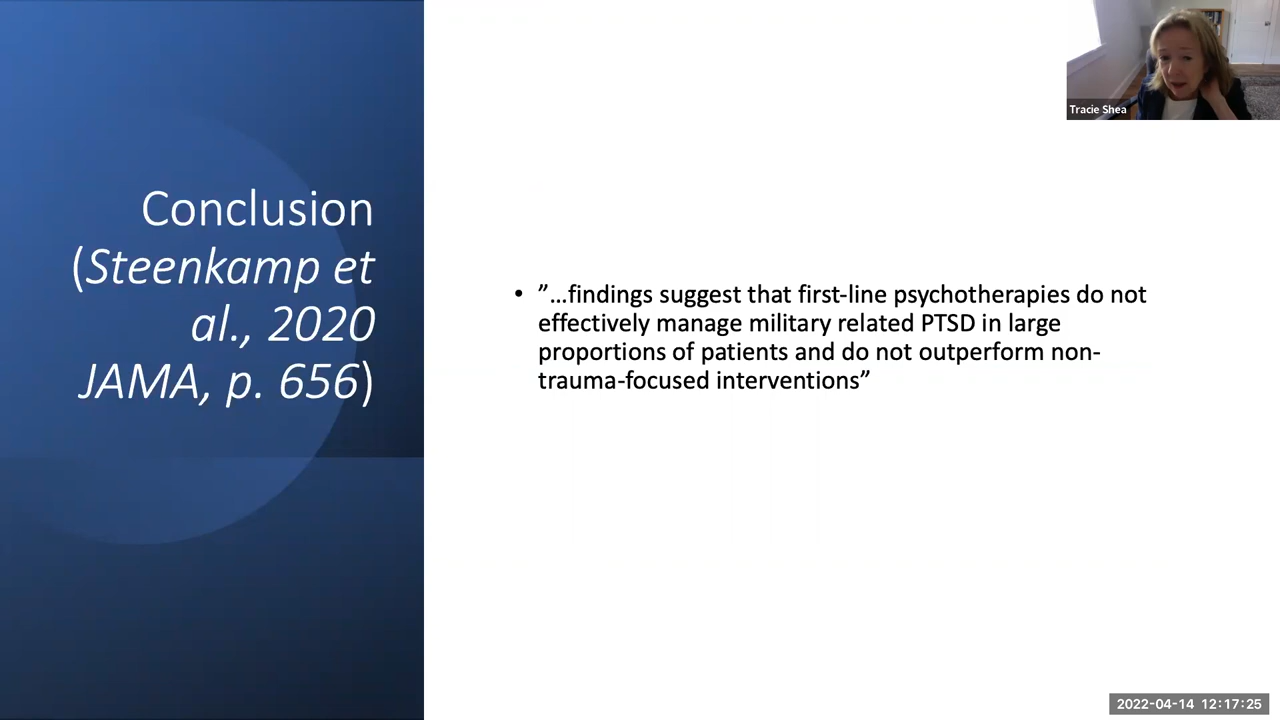 Conclusion
(Steenkamp et
al., 2020
JAMA, p. 656)
”…findings suggest that first-line psychotherapies do not
effectively manage military related PTSD in large
proportions of patients and do not outperform non-
trauma-focused interventions”
Tracie Shea
2022-04-14 12:17:25